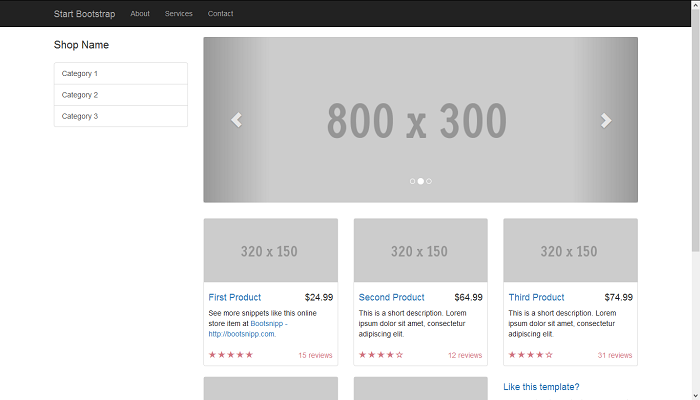 Start Bootstrap About Services Contact
Shop Name
Category 1
Category 2
Category 3
800 x 300
320 x 150
First Product $24.99
See more snippets like this online
store item at Bootsnipp -
http://bootsnipp.com.
★★★★★ 15 reviews
320 x 150
Second Product $64.99
This is a short description. Lorem
ipsum dolor sit amet, consectetur
adipiscing elit.
★★★★☆ 12 reviews
320 x 150
Third Product $74.99
This is a short description. Lorem
ipsum dolor sit amet, consectetur
adipiscing elit.
★★★★☆ 31 reviews
Like this template?